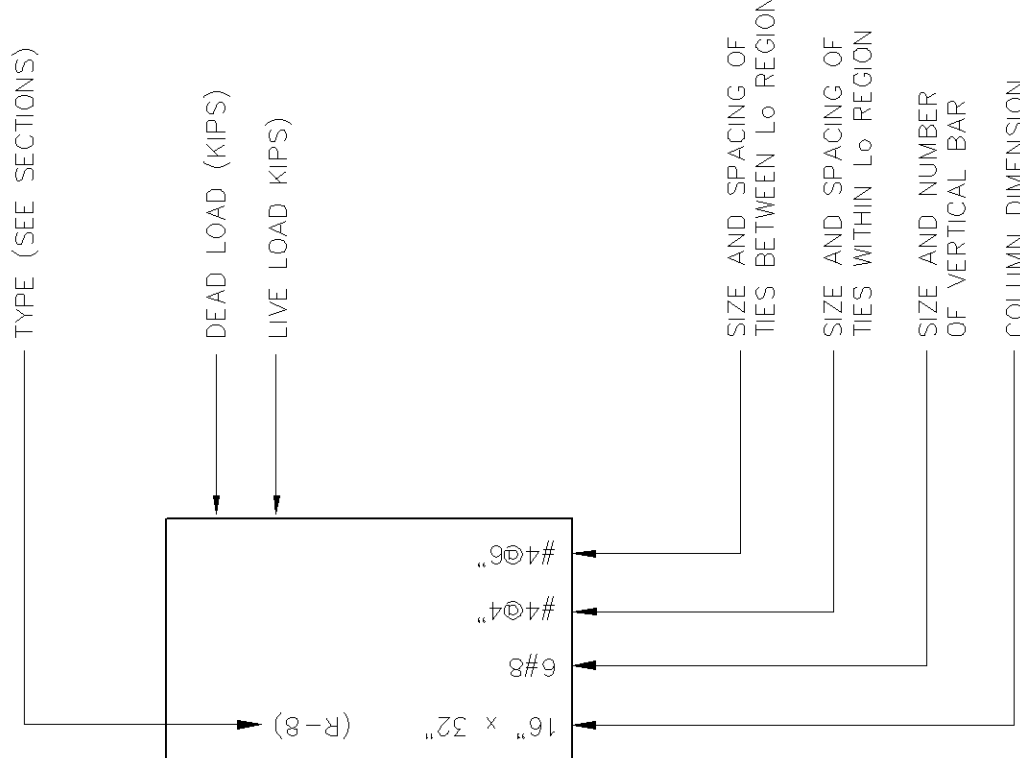 TYPE (SEE SECTIONS)
DEAD LOAD (KIPS)
LIVE LOAD KIPS)
SIZE AND SPACING OF
TIES BETWEEN Lo REGION
SIZE AND SPACING OF
TIES WITHIN Lo REGION
SIZE AND NUMBER
OF VERTICAL BAR
COLUMN DIMENSION
16" x 32" (R-8)
6#8
#4@4"
#4@6"